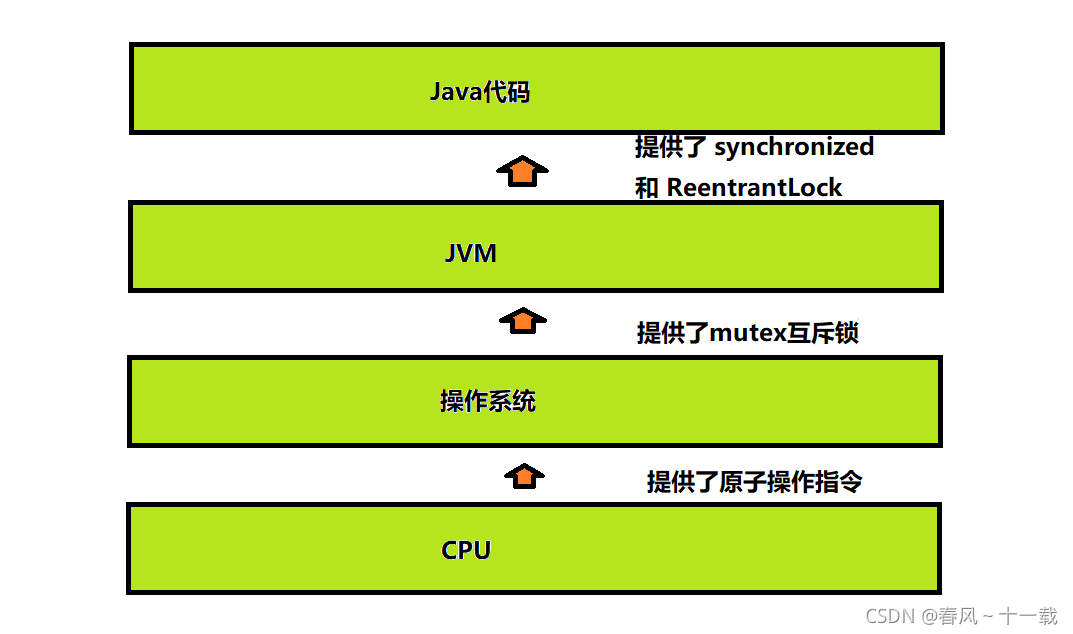 Java代码
提供了 synchronized
和 ReentrantLock
JVM
提供了mutex互斥锁
操作系统
提供了原子操作指令
CPU
CSDN @春风~十一载